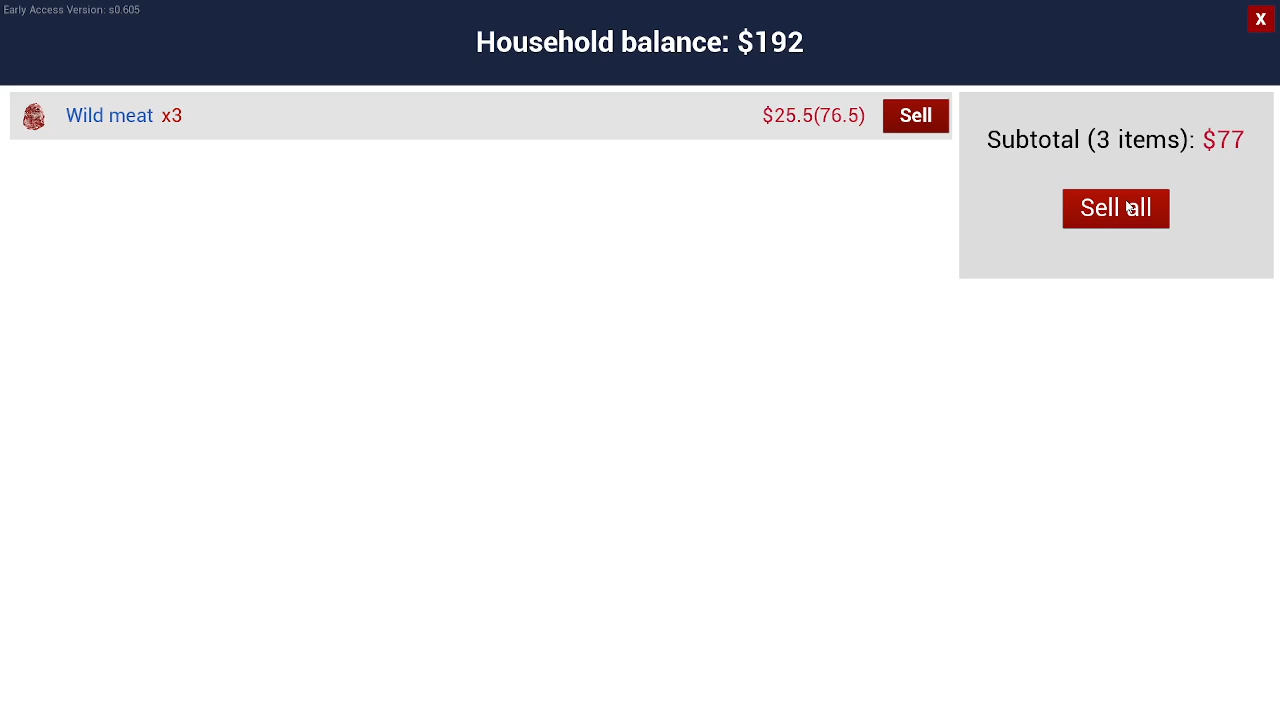 Early Access Version: s0.605
X
Household balance: $192
Wild meat x3 $25.5(76.5) Sell
Subtotal (3 items): $77
Sell all